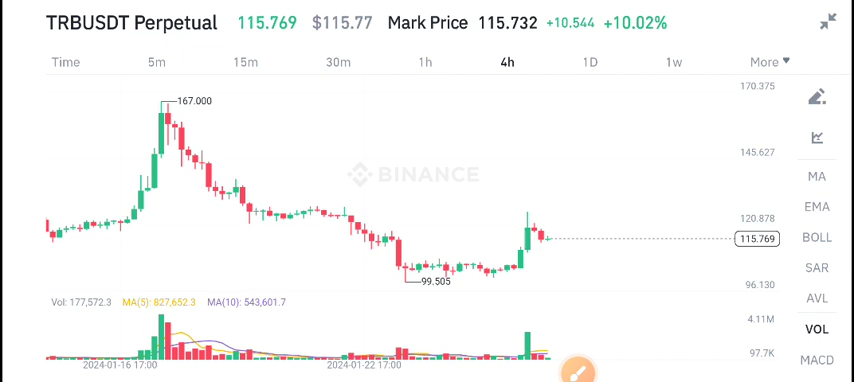 TRBUSDT Perpetual 115.769 $115.77 Mark Price 115.732 +10.544 +10.02%
Time 5m 15m 30m 1h 4h 1D 1w More
170.375
167.000
145.627
BINANCE
MA
EMA
120.878
BOLL
115.769
SAR
99.505
96.130
AVL
Vol: 177,572.3 MA(5): 827,652.3 MA(10): 543,601.7
4.11M
VOL
97.7K
MACD
2024-01-16 17:00 2024-01-22 17:00